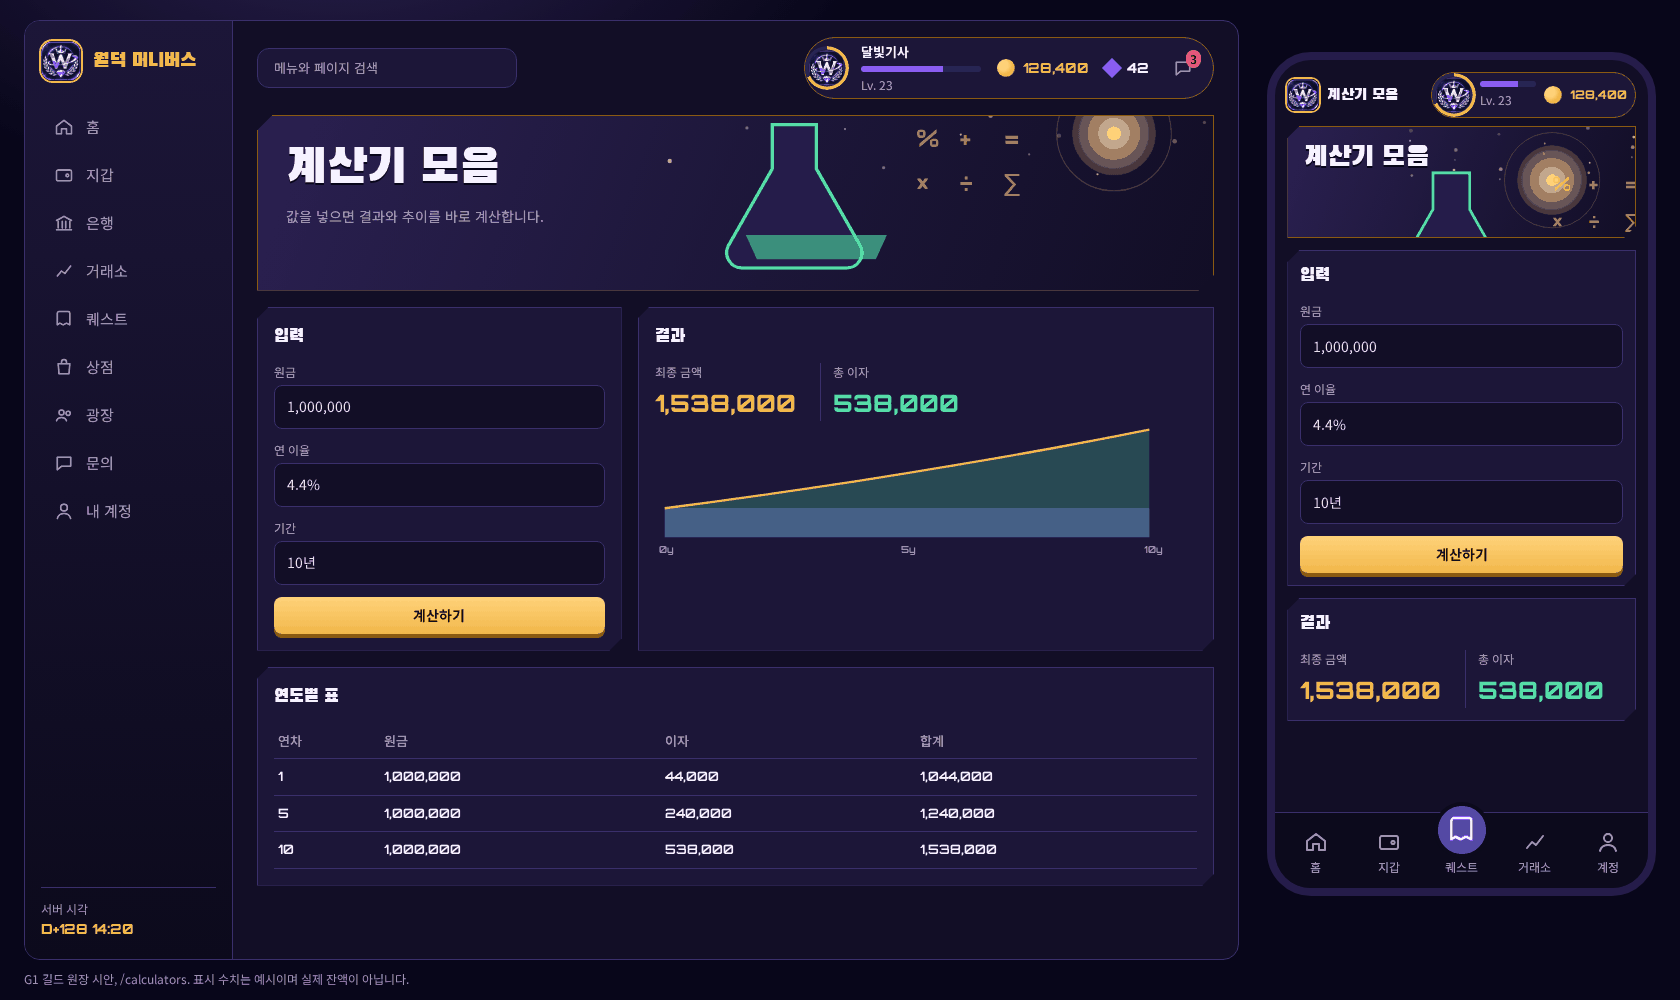 월덕 머니버스
홈
지갑
은행
거래소
퀘스트
상점
광장
문의
내 계정
서버 시각
D+128 14:20
메뉴와 페이지 검색
달빛기사
Lv. 23
128,400
42
3
계산기 모음
값을 넣으면 결과와 추이를 바로 계산합니다.
% + =
x ÷ ∑
입력
원금
1,000,000
연 이율
4.4%
기간
10년
계산하기
결과
최종 금액 총 이자
1,538,000 538,000
0y 5y 10y
연도별 표
연차 원금 이자 합계
1 1,000,000 44,000 1,044,000
5 1,000,000 240,000 1,240,000
10 1,000,000 538,000 1,538,000
G1 길드 원장 시안, /calculators. 표시 수치는 예시이며 실제 잔액이 아닙니다.
W
계산기 모음
Lv. 23
128,400
계산기 모음
% + =
x ÷ ∑
입력
원금
1,000,000
연 이율
4.4%
기간
10년
계산하기
결과
최종 금액 총 이자
1,538,000 538,000
홈 지갑 퀘스트 거래소 계정